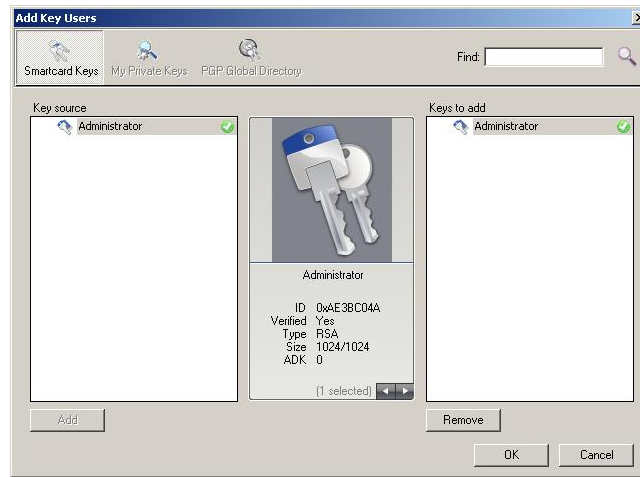 Add Key Users
Smartcard Keys My Private Keys PGP Global Directory Find:
Key source Keys to add
Administrator Administrator
Administrator
ID 0xAE3BC04A
Verified Yes
Type RSA
Size 1024/1024
ADK 0
(1 selected)
Add Remove
OK Cancel